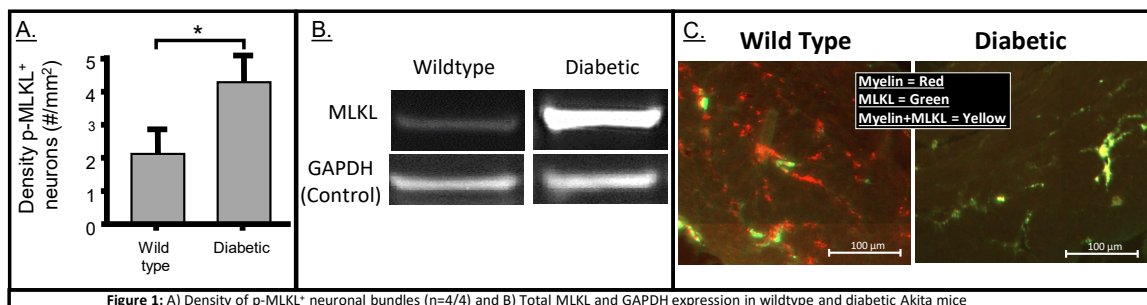 A.
*
Density p-MLKL⁺
neurons (#/mm²)
5
4
3
2
1
0
Wild
type
Diabetic
B.
Wildtype
Diabetic
MLKL
GAPDH
(Control)
C.
Wild Type
Diabetic
Myelin = Red
MLKL = Green
Myelin+MLKL = Yellow
100 µm
100 µm
Figure 1: A) Density of p-MLKL⁺ neuronal bundles (n=4/4) and B) Total MLKL and GAPDH expression in wildtype and diabetic Akita mice